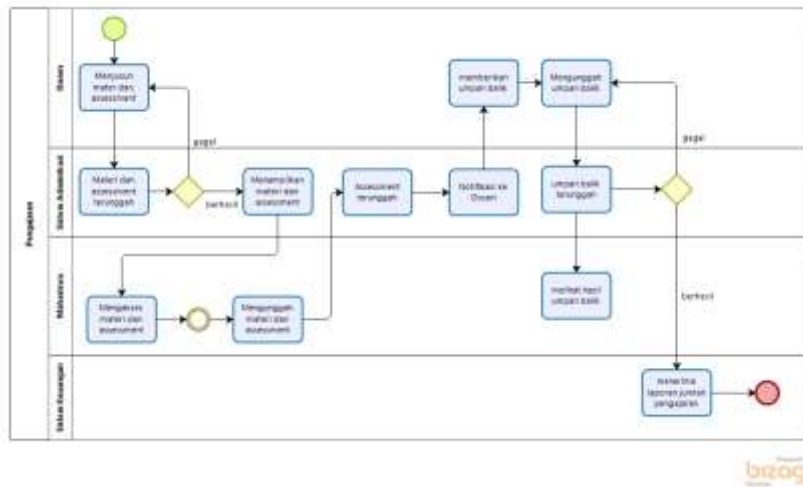 Pengajaran
Dosen
Menyusun
materi dan
assessment
memberikan
umpan balik
Mengunggah
umpan balik
gagal
gagal
Sistem Administrasi
Materi dan
assessment
terunggah
berhasil
Menampilkan
materi dan
assessment
Assessment
terunggah
Notifikasi ke
Dosen
umpan balik
terunggah
Mahasiswa
Mengakses
materi dan
assessment
Mengunggah
materi dan
assessment
melihat hasil
umpan balik
berhasil
Sistem Keuangan
menerima
laporan jumlah
pengajaran
bizagi